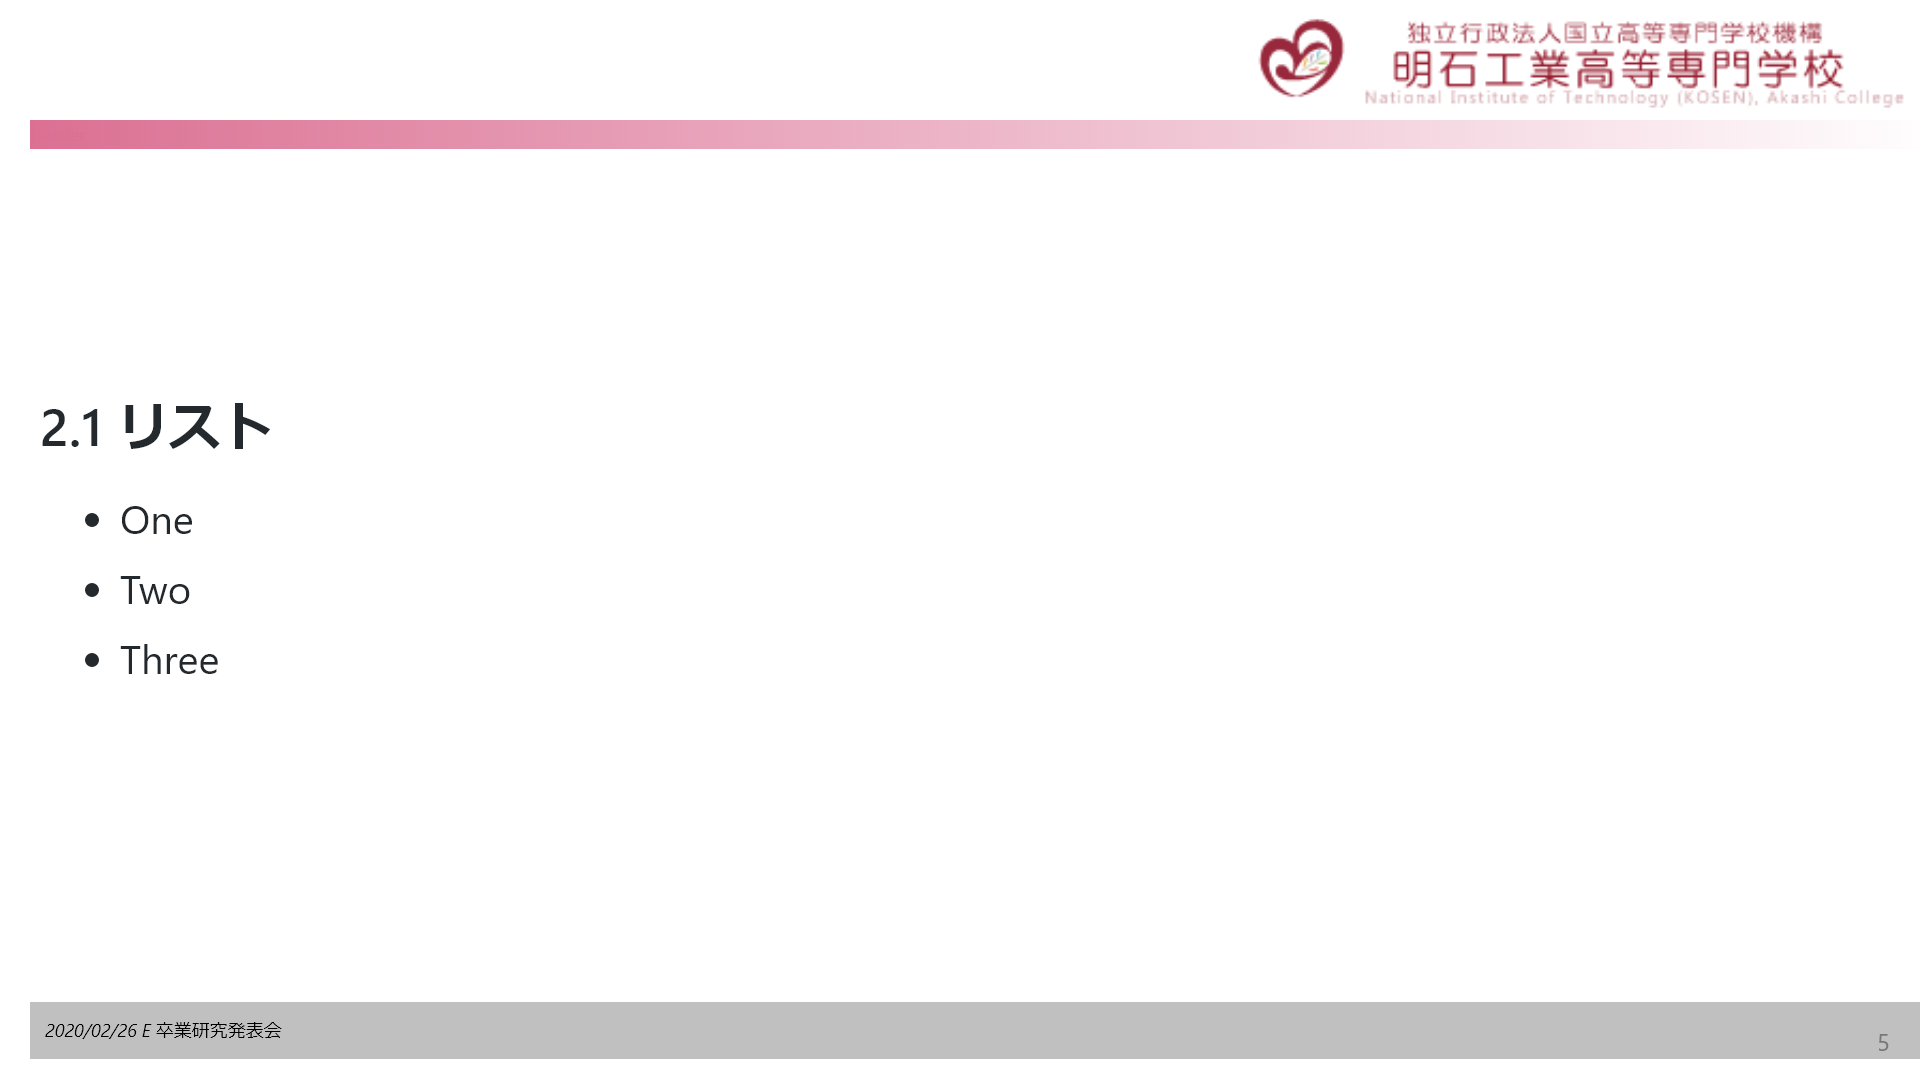 独立行政法人国立高等専門学校機構
明石工業高等専門学校
National Institute of Technology (KOSEN), Akashi College
2.1 リスト
• One
• Two
• Three
2020/02/26 E 卒業研究発表会
5